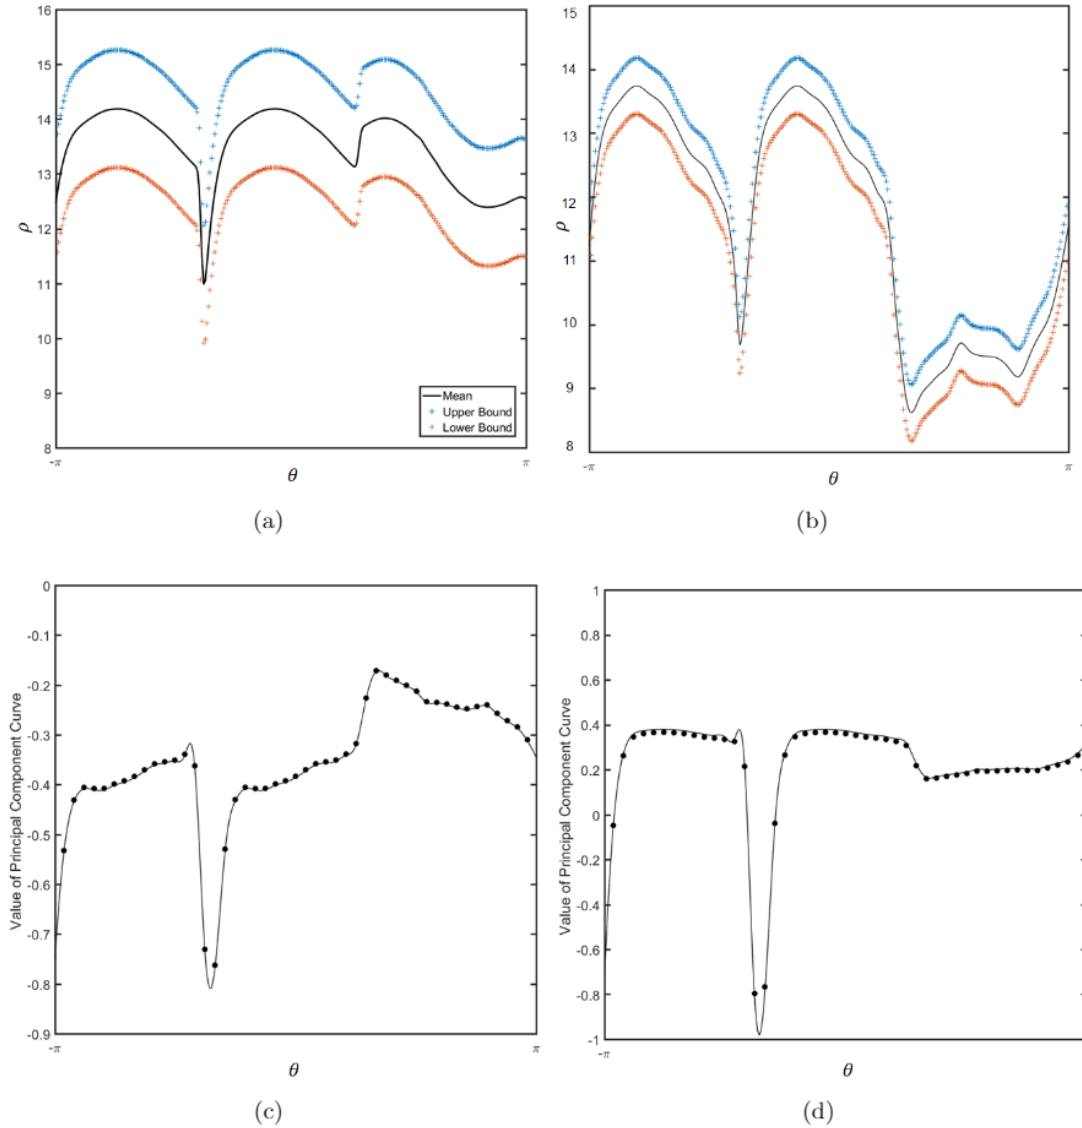 16
15
14
13
12
11
10
9
8
ρ
-π
π
θ
Mean
Upper Bound
Lower Bound
(a)
15
14
13
12
11
10
9
8
ρ
-π
π
θ
(b)
0
-0.1
-0.2
-0.3
-0.4
-0.5
-0.6
-0.7
-0.8
-0.9
Value of Principal Component Curve
-π
π
θ
(c)
1
0.8
0.6
0.4
0.2
0
-0.2
-0.4
-0.6
-0.8
-1
Value of Principal Component Curve
-π
θ
(d)